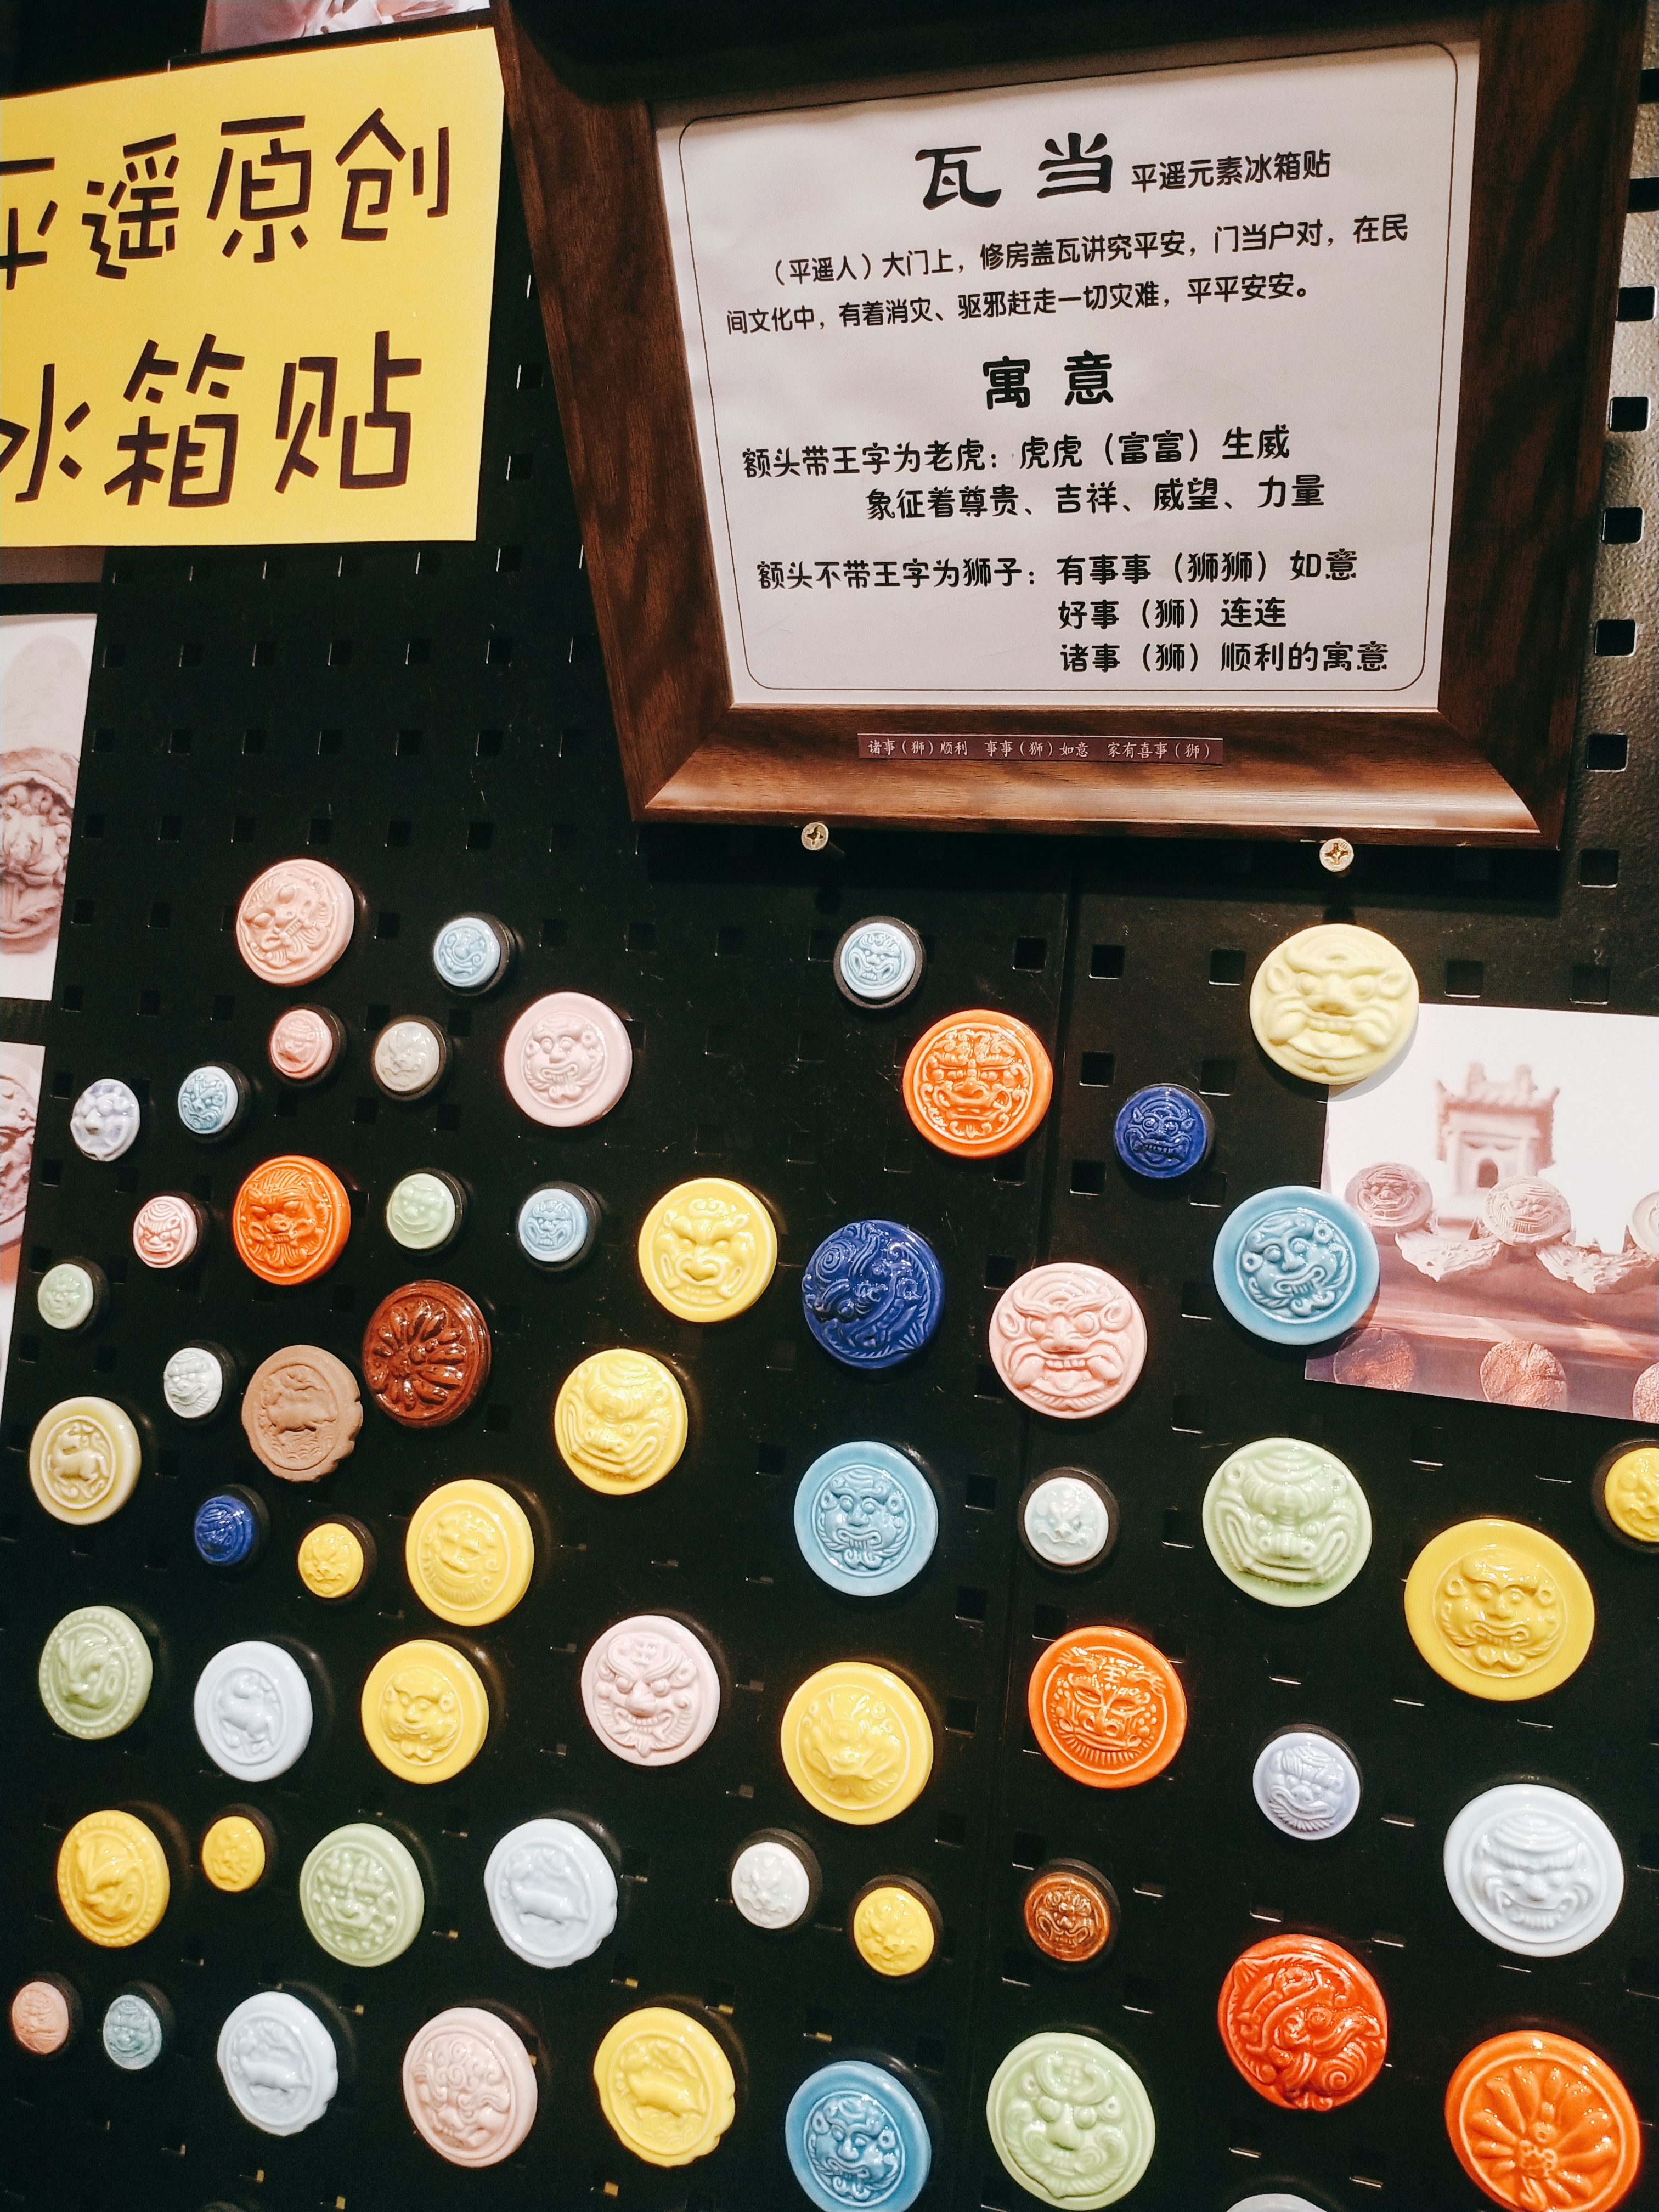 平遥原创
冰箱贴
瓦当 平遥元素冰箱贴
（平遥人）大门上，修房盖瓦讲究平安，门当户对，在民
间文化中，有着消灾、驱邪赶走一切灾难，平平安安。
寓意
额头带王字为老虎：虎虎（富富）生威
象征着尊贵、吉祥、威望、力量
额头不带王字为狮子：有事事（狮狮）如意
好事（狮）连连
诸事（狮）顺利的寓意
诸事（狮）顺利 事事（狮）如意 家有喜事（狮）